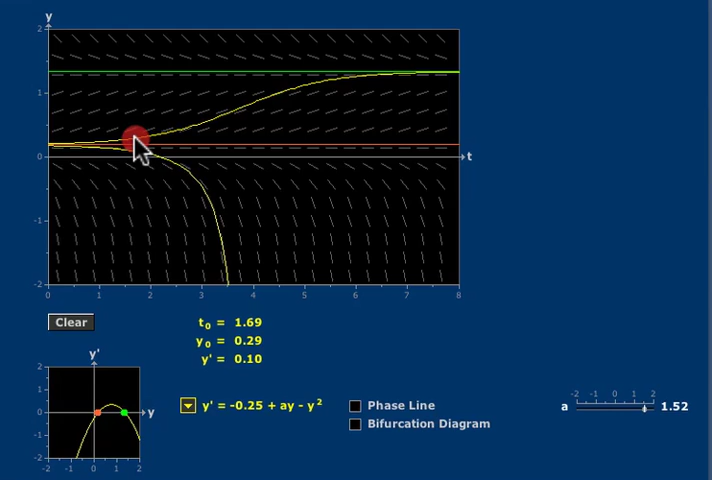 y
2
1
0
-1
-2
t
0 1 2 3 4 5 6 7 8
Clear
t0 = 1.69
y0 = 0.29
y' = 0.10
y'
2
1
0
-1
-2
y
-2 -1 0 1 2
y' = -0.25 + ay - y²
Phase Line
Bifurcation Diagram
-2 -1 0 1 2
a 1.52